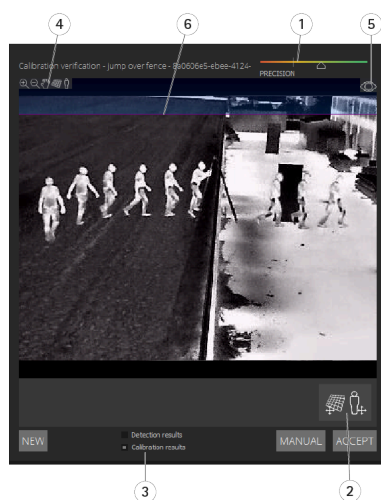 6
4
1
5
Calibration verification - jump over fence - 8a0606e5-ebee-4124-
PRECISION
NEW
Detection results
Calibration results
MANUAL
ACCEPT
3
2